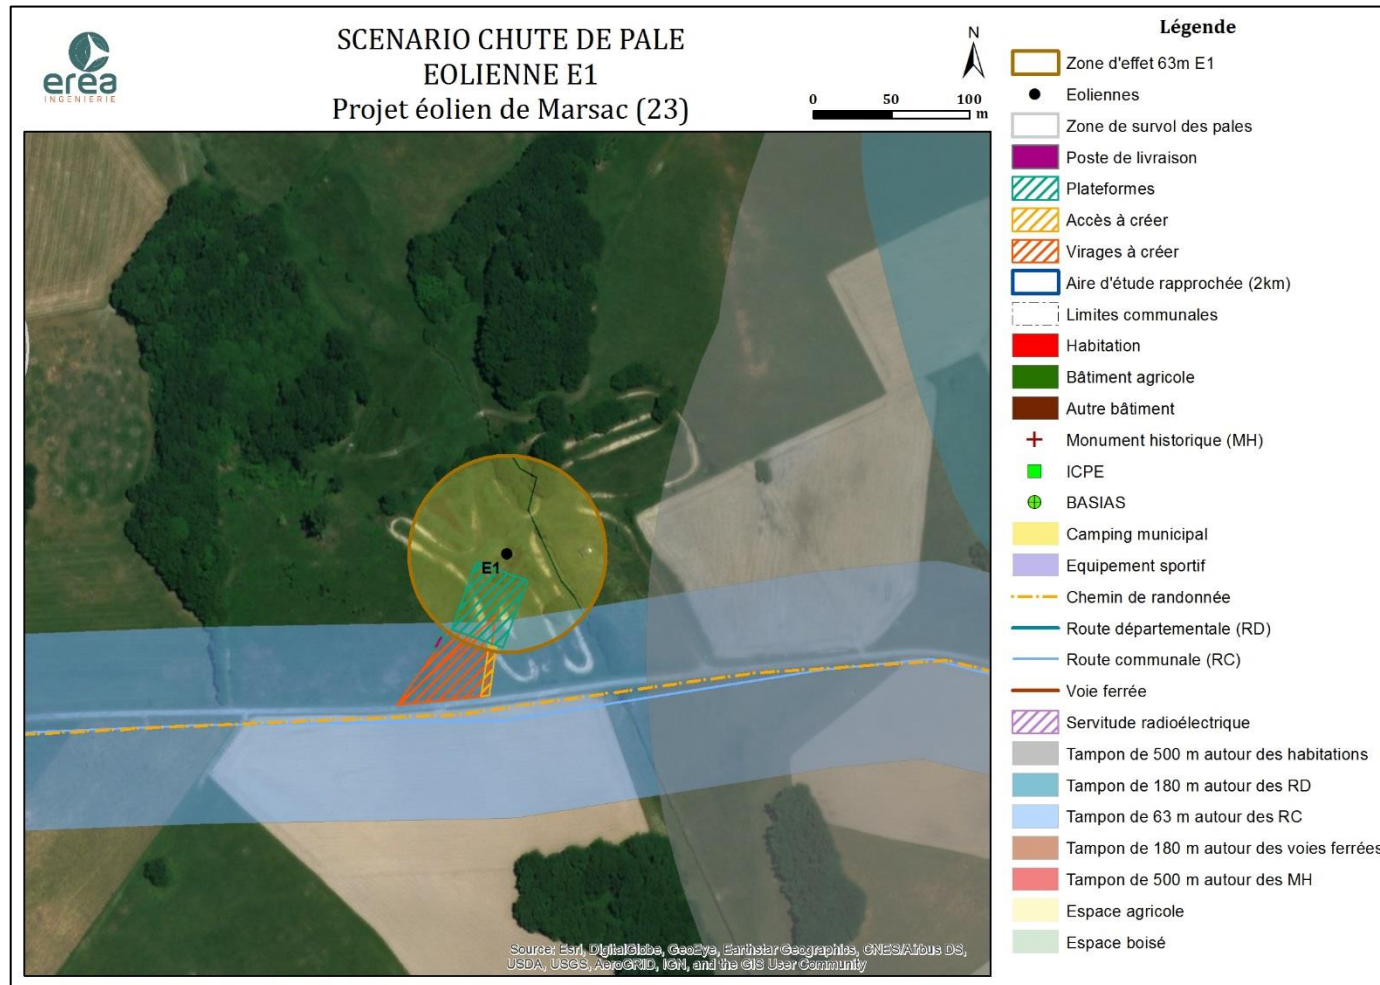 erea
INGENIERIE
SCENARIO CHUTE DE PALE
EOLIENNE E1
Projet éolien de Marsac (23)
N
0 50 100
m
E1
Source: Esri, DigitalGlobe, GeoEye, Earthstar Geographics, CNES/Airbus DS,
USDA, USGS, AeroGRID, IGN, and the GIS User Community
Légende
Zone d'effet 63m E1
Eoliennes
Zone de survol des pales
Poste de livraison
Plateformes
Accès à créer
Virages à créer
Aire d'étude rapprochée (2km)
Limites communales
Habitation
Bâtiment agricole
Autre bâtiment
Monument historique (MH)
ICPE
BASIAS
Camping municipal
Equipement sportif
Chemin de randonnée
Route départementale (RD)
Route communale (RC)
Voie ferrée
Servitude radioélectrique
Tampon de 500 m autour des habitations
Tampon de 180 m autour des RD
Tampon de 63 m autour des RC
Tampon de 180 m autour des voies ferrées
Tampon de 500 m autour des MH
Espace agricole
Espace boisé